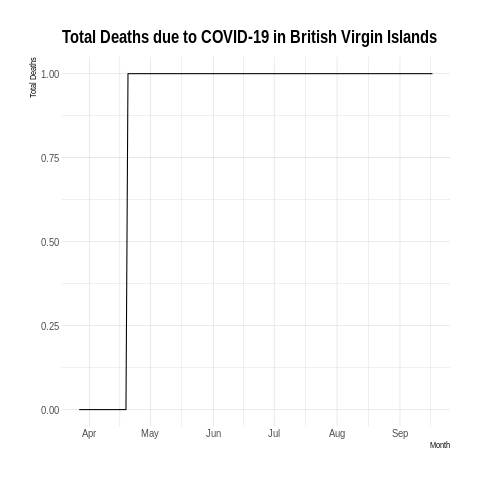 Total Deaths due to COVID-19 in British Virgin Islands
Total Deaths
1.00
0.75
0.50
0.25
0.00
Apr May Jun Jul Aug Sep
Month